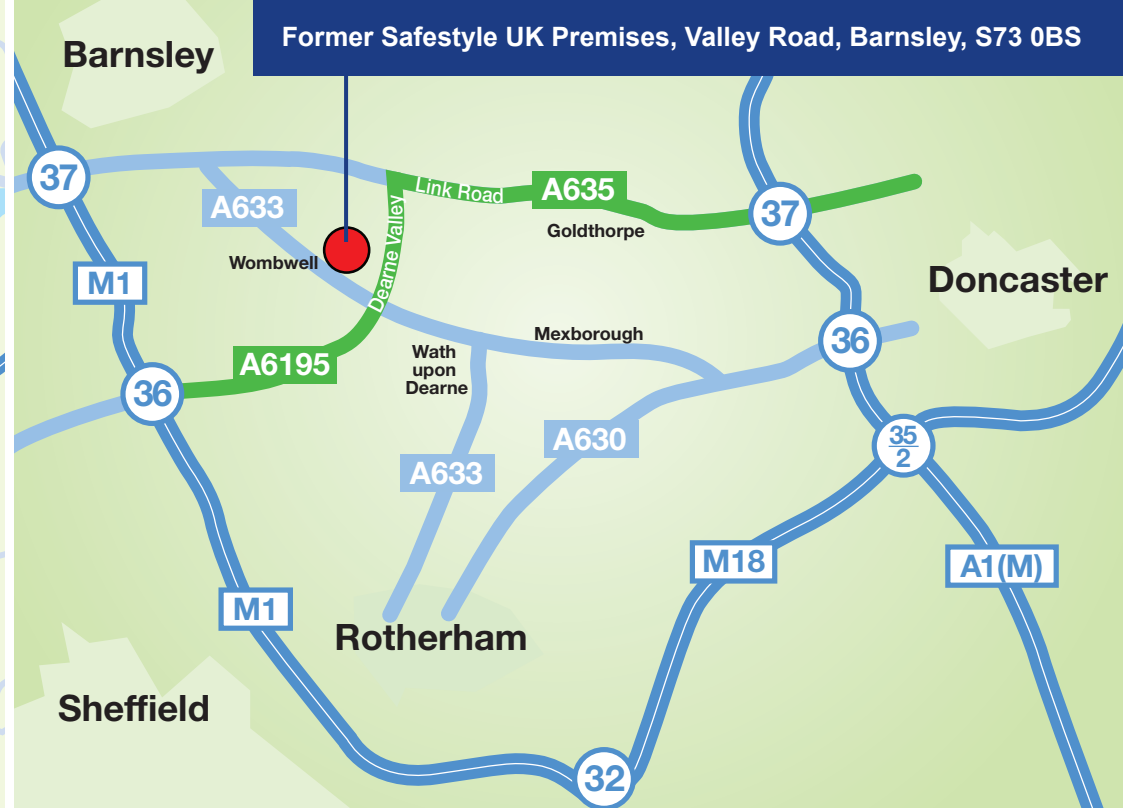 Former Safestyle UK Premises, Valley Road, Barnsley, S73 0BS
Barnsley
37
A633
Link Road
A635
37
Goldthorpe
Dearne Valley
Wombwell
M1
Doncaster
Mexborough
36
Wath
upon
Dearne
A6195
36
A630
35
2
A633
M18
A1(M)
M1
Rotherham
Sheffield
32